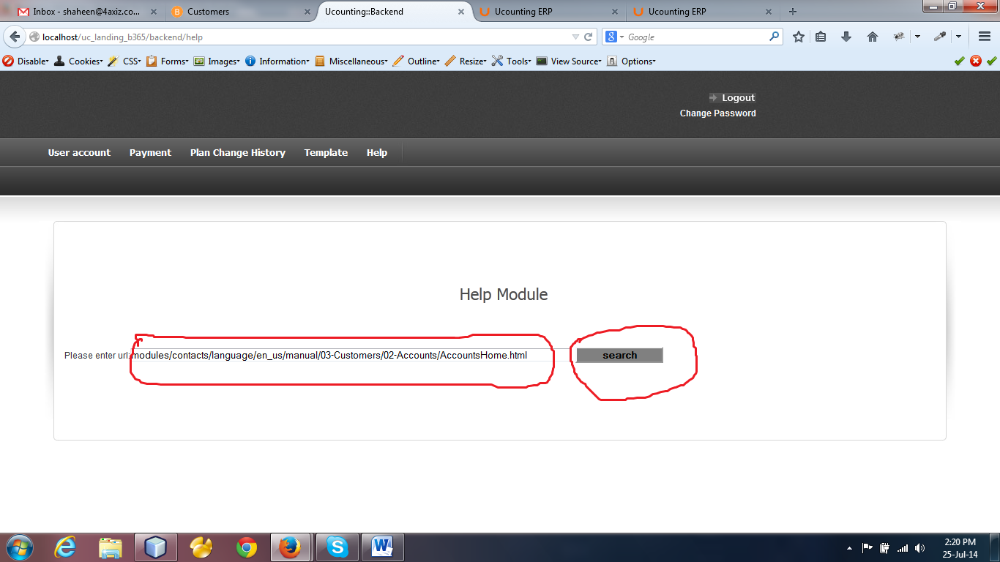 Inbox - shaheen@4axiz.co...
Customers
Ucounting::Backend
Ucounting ERP
Ucounting ERP
localhost/uc_landing_b365/backend/help
Google
Disable
Cookies
CSS
Forms
Images
Information
Miscellaneous
Outline
Resize
Tools
View Source
Options
Logout
Change Password
User account
Payment
Plan Change History
Template
Help
Help Module
Please enter url:modules/contacts/language/en_us/manual/03-Customers/02-Accounts/AccountsHome.html
search
2:20 PM
25-Jul-14